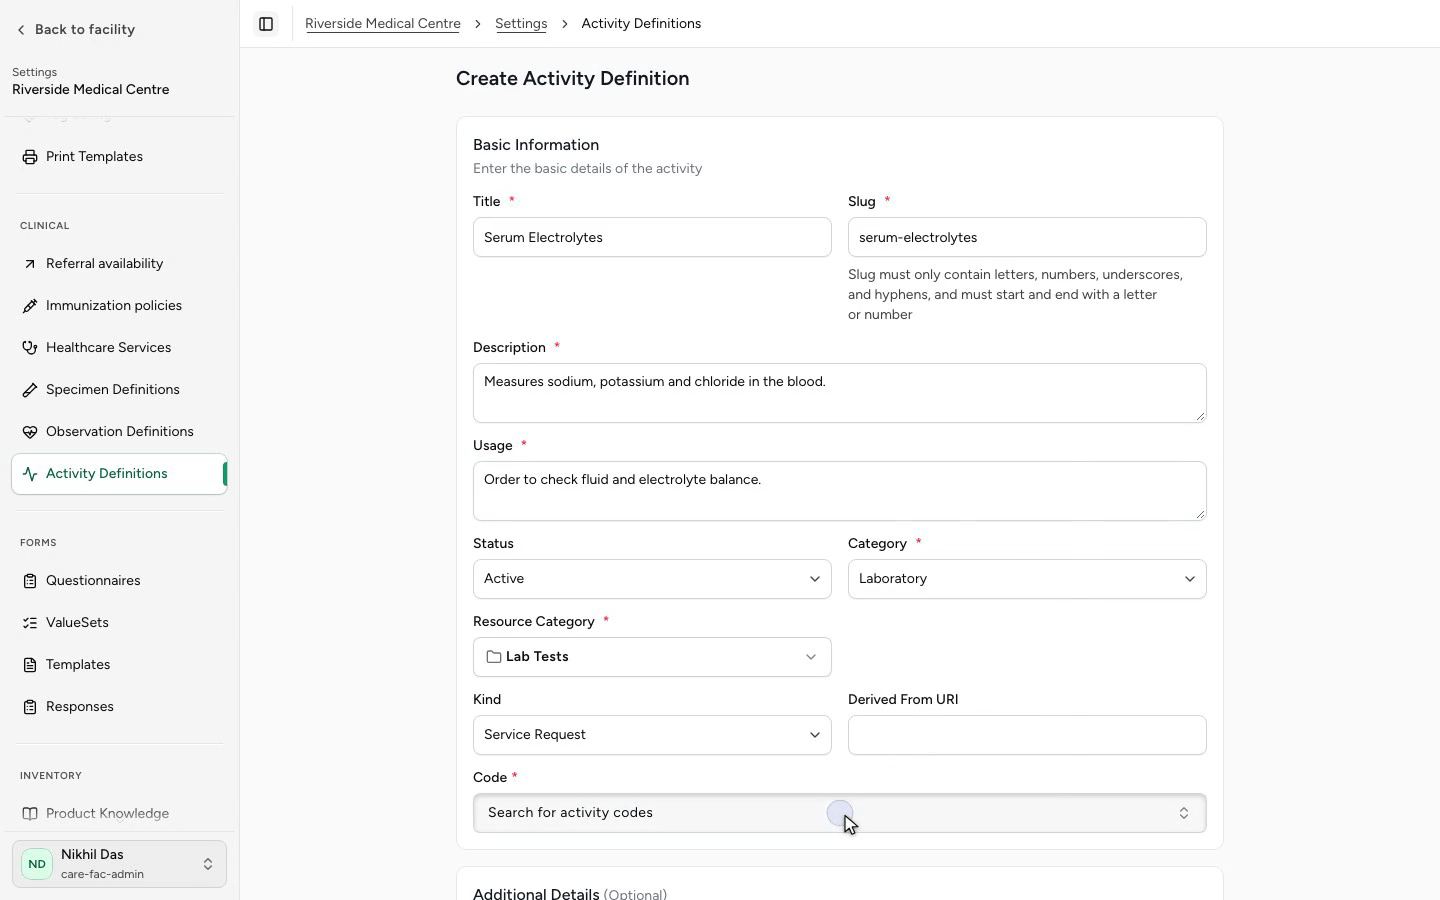 Back to facility
Settings
Riverside Medical Centre
Print Templates
CLINICAL
Referral availability
Immunization policies
Healthcare Services
Specimen Definitions
Observation Definitions
Activity Definitions
FORMS
Questionnaires
ValueSets
Templates
Responses
INVENTORY
Product Knowledge
ND
Nikhil Das
care-fac-admin
Riverside Medical Centre > Settings > Activity Definitions
Create Activity Definition
Basic Information
Enter the basic details of the activity
Title *
Serum Electrolytes
Slug *
serum-electrolytes
Slug must only contain letters, numbers, underscores,
and hyphens, and must start and end with a letter
or number
Description *
Measures sodium, potassium and chloride in the blood.
Usage *
Order to check fluid and electrolyte balance.
Status
Active
Category *
Laboratory
Resource Category *
Lab Tests
Kind
Service Request
Derived From URI
Code *
Search for activity codes
Additional Details (Optional)